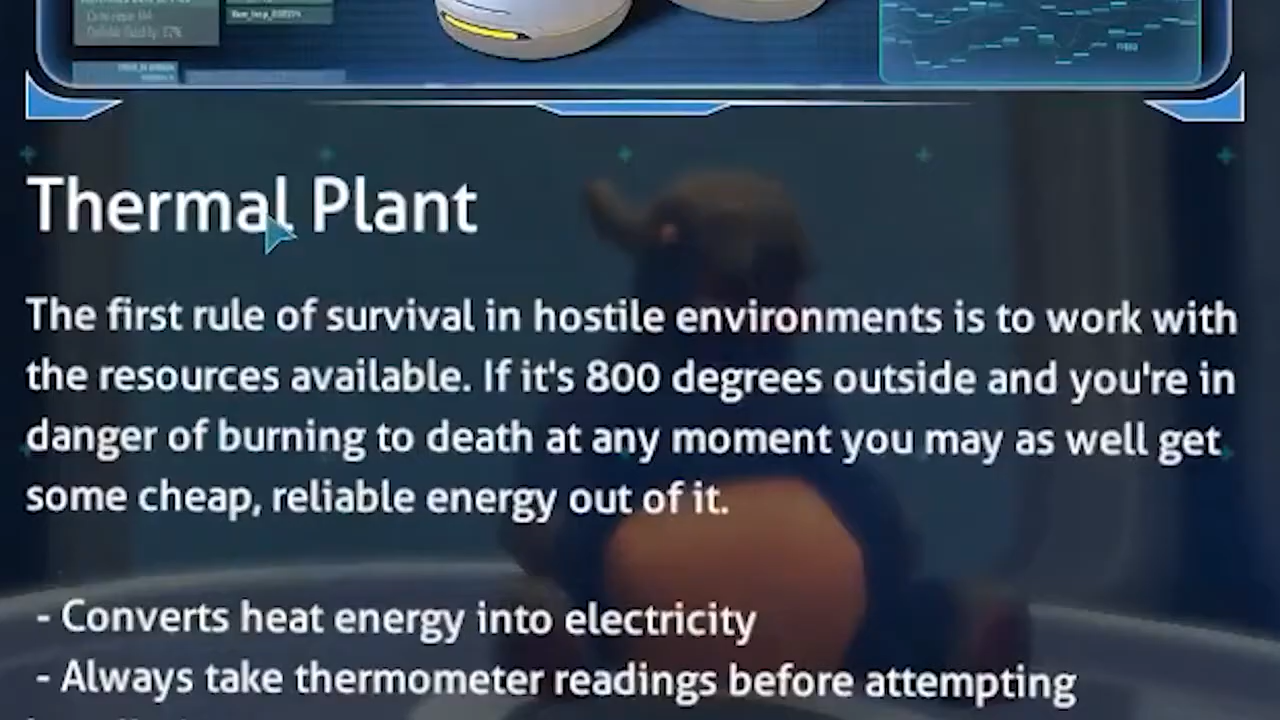 Thermal Plant
The first rule of survival in hostile environments is to work with
the resources available. If it's 800 degrees outside and you're in
danger of burning to death at any moment you may as well get
some cheap, reliable energy out of it.
- Converts heat energy into electricity
- Always take thermometer readings before attempting